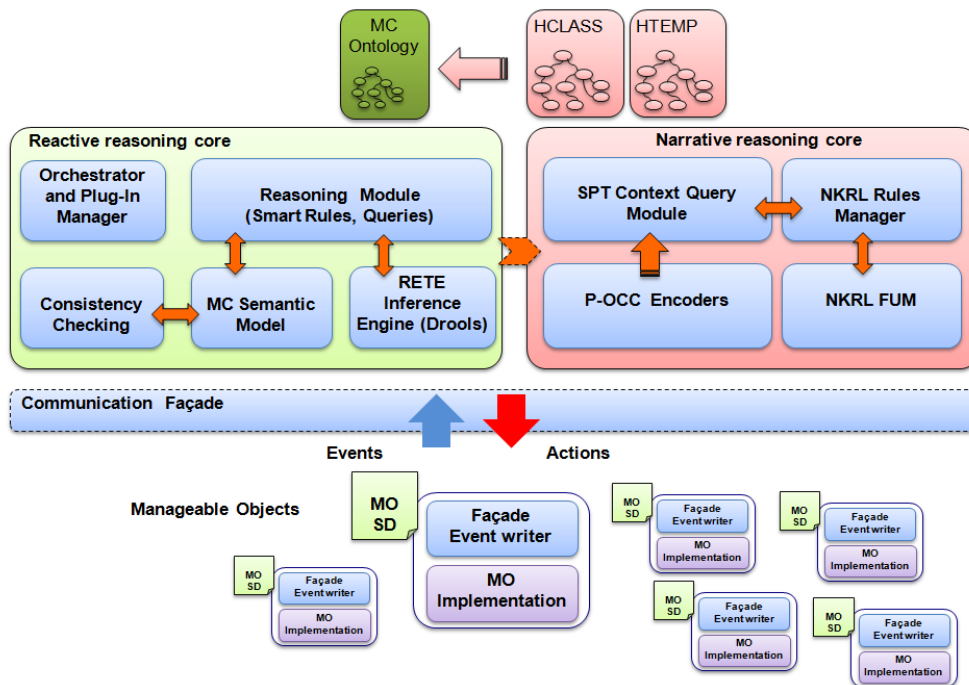 MC
Ontology
HCLASS
HTEMP
Reactive reasoning core
Orchestrator
and Plug-In
Manager
Reasoning Module
(Smart Rules, Queries)
Consistency
Checking
MC Semantic
Model
RETE
Inference
Engine (Drools)
Narrative reasoning core
SPT Context Query
Module
NKRL Rules
Manager
P-OCC Encoders
NKRL FUM
Communication Façade
Events
Actions
Manageable Objects
MO
SD
Façade
Event writer
MO
Implementation
MO
SD
Façade
Event writer
MO
Implementation
MO
SD
Façade
Event writer
MO
Implementation
MO
SD
Façade
Event writer
MO
Implementation
MO
SD
Façade
Event writer
MO
Implementation
MO
SD
Façade
Event writer
MO
Implementation